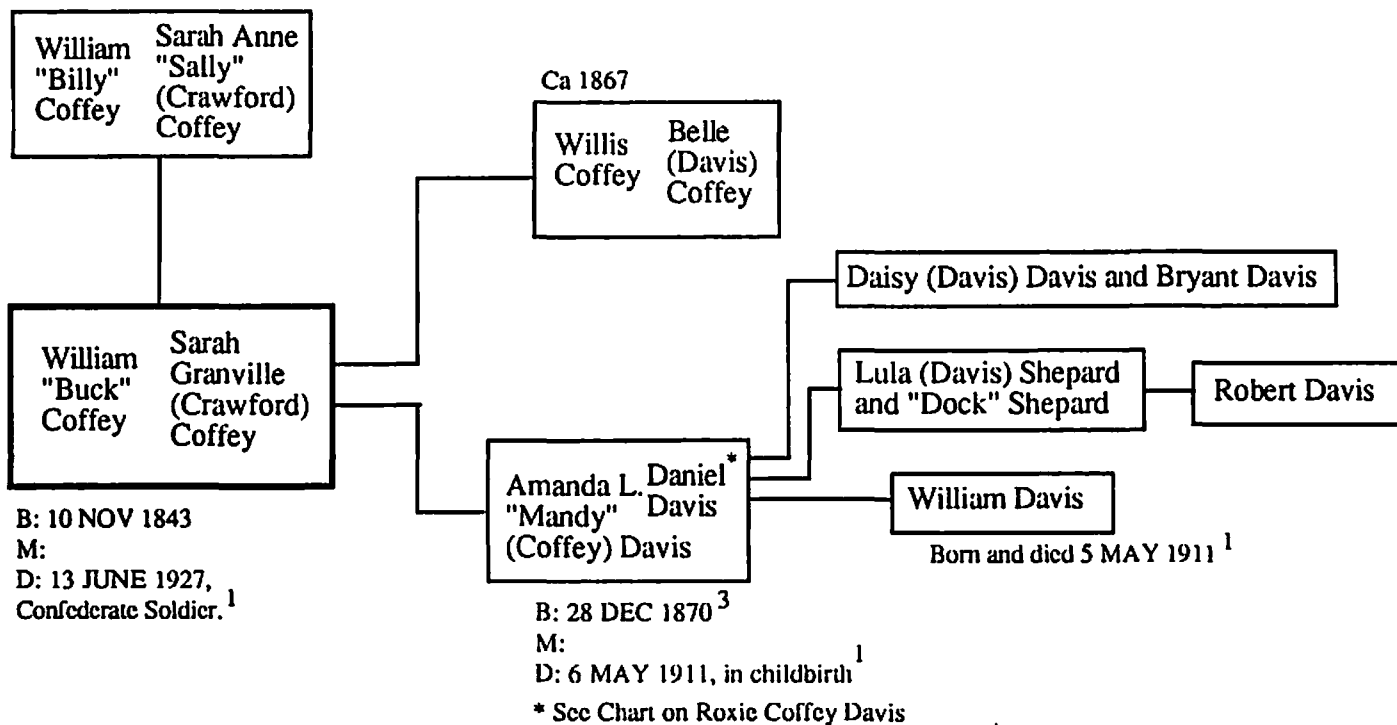 William
"Billy"
Coffey
Sarah Anne
"Sally"
(Crawford)
Coffey
Ca 1867
Willis
Coffey
Belle
(Davis)
Coffey
Daisy (Davis) Davis and Bryant Davis
William
"Buck"
Coffey
Sarah
Granville
(Crawford)
Coffey
Lula (Davis) Shepard
and "Dock" Shepard
Robert Davis
Amanda L.
"Mandy"
(Coffey) Davis
Daniel*
Davis
William Davis
Born and died 5 MAY 1911 1
B: 10 NOV 1843
M:
D: 13 JUNE 1927,
Confederate Soldier. 1
B: 28 DEC 1870 3
M:
D: 6 MAY 1911, in childbirth 1
* See Chart on Roxie Coffey Davis